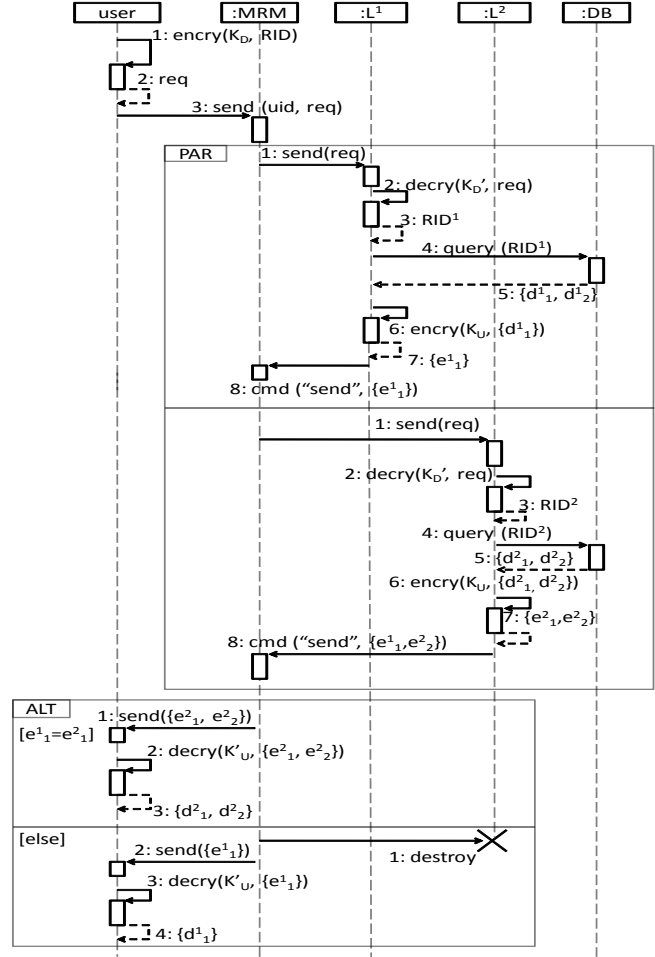 user :MRM :L¹ :L² :DB
1: encry(K_D, RID)
2: req
3: send (uid, req)
PAR
1: send(req)
2: decry(K_D’, req)
3: RID¹
4: query (RID¹)
5: {d¹₁, d¹₂}
6: encry(K_U, {d¹₁})
7: {e¹₁}
8: cmd (“send”, {e¹₁})
1: send(req)
2: decry(K_D’, req)
3: RID²
4: query (RID²)
5: {d²₁, d²₂}
6: encry(K_U, {d²₁, d²₂})
7: {e²₁,e²₂}
8: cmd (“send”, {e¹₁,e²₂})
ALT
1: send({e²₁, e²₂})
[e¹₁=e²₁]
2: decry(K’_U, {e²₁, e²₂})
3: {d²₁, d²₂}
[else]
2: send({e¹₁})
1: destroy
3: decry(K’_U, {e¹₁})
4: {d¹₁}